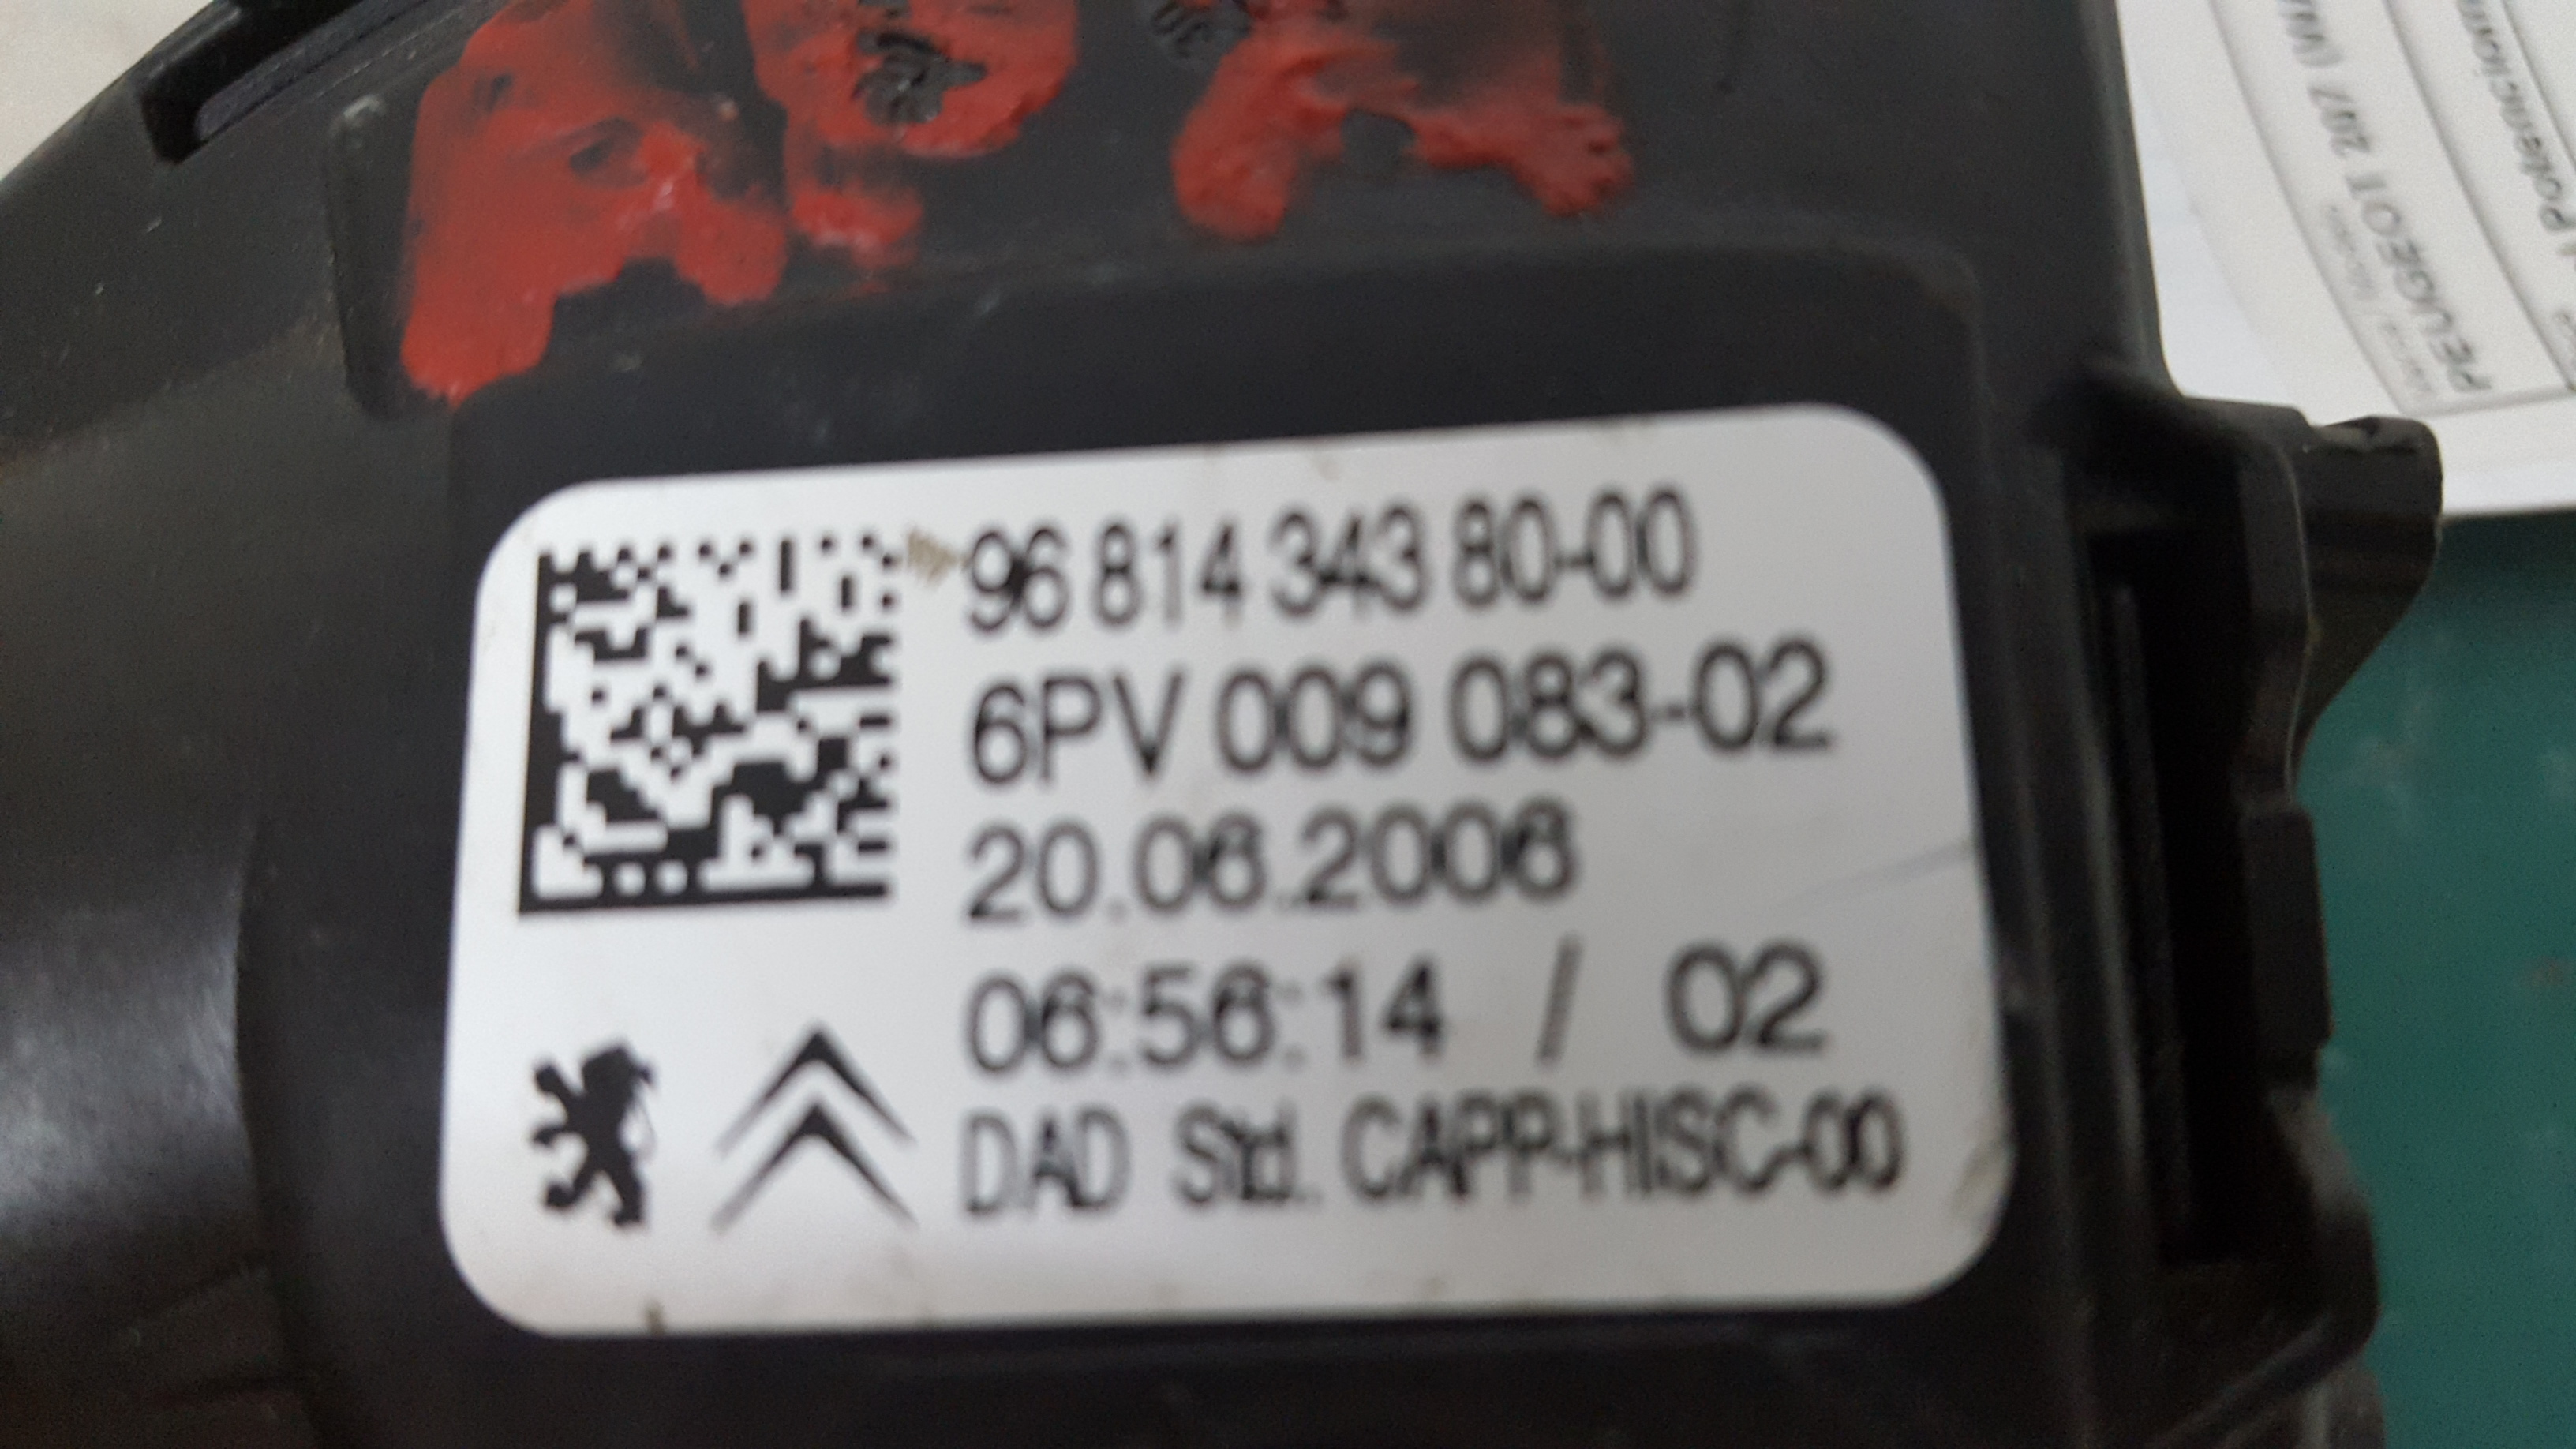 96 814 343 80-00
6PV 009 083-02
20.06.2006
06:56:14 / 02
DAD Std. CAPP-HISC-00
PEUGEOT 207